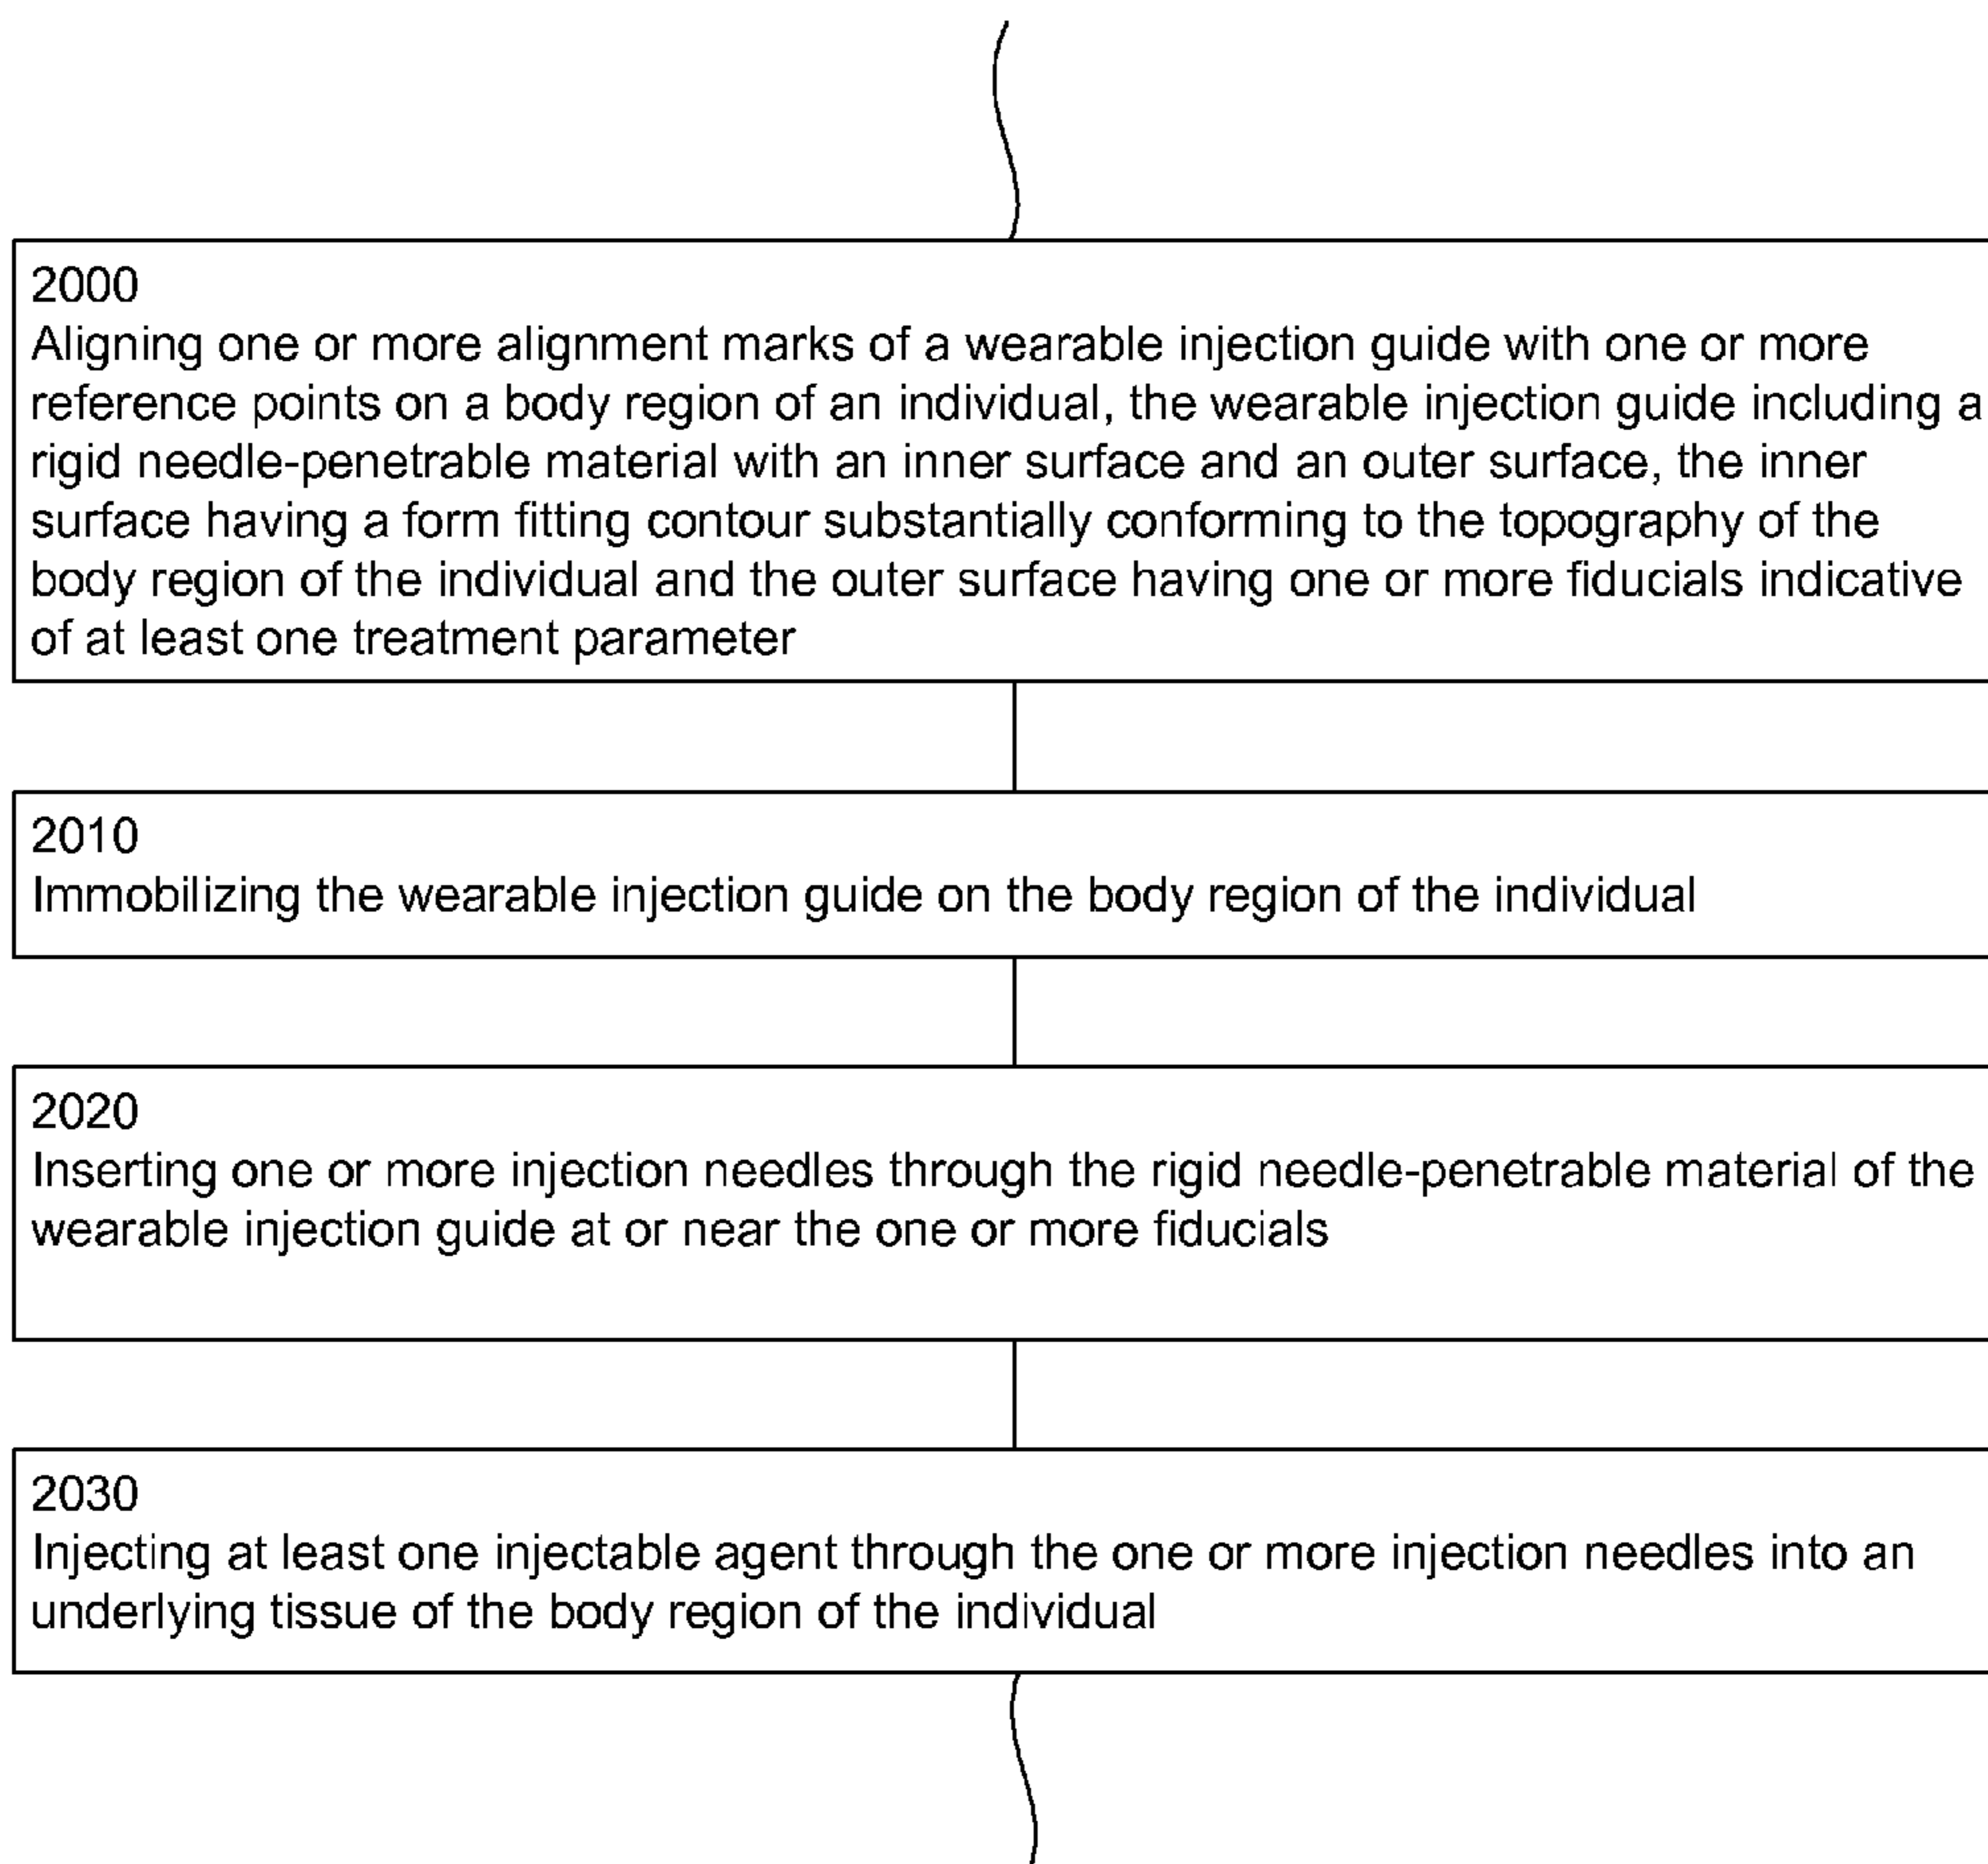 2000
Aligning one or more alignment marks of a wearable injection guide with one or more
reference points on a body region of an individual, the wearable injection guide including a
rigid needle-penetrable material with an inner surface and an outer surface, the inner
surface having a form fitting contour substantially conforming to the topography of the
body region of the individual and the outer surface having one or more fiducials indicative
of at least one treatment parameter
2010
Immobilizing the wearable injection guide on the body region of the individual
2020
Inserting one or more injection needles through the rigid needle-penetrable material of the
wearable injection guide at or near the one or more fiducials
2030
Injecting at least one injectable agent through the one or more injection needles into an
underlying tissue of the body region of the individual